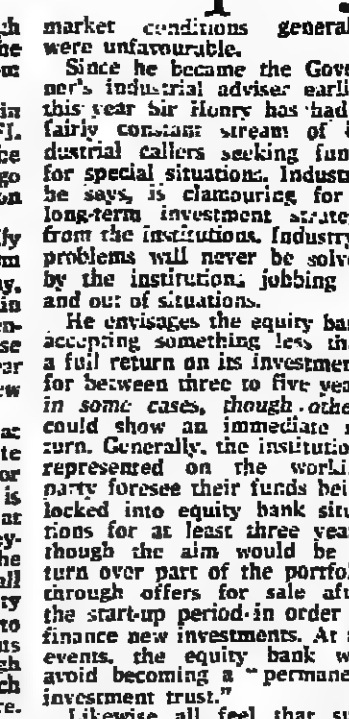 market conditions general
were unfavourable.
Since he became the Gove
nor's industrial adviser earli
this year Sir Henry has had
fairly constant stream of
dustrial callers seeking fun
for special situations. Indust
he says, is clamouring for
long-term investment strate
from the institutions. Industry
problems will never be solv
by the institutions jobbing
and out of situations.
He envisages the equity ban
accepting something less th
a full return on its investmen
for between three to five yea
in some cases, though othe
could show an immediate
turn. Generally, the institutio
represented on the worki
party foresee their funds bei
locked into equity bank situ
tions for at least three year
though the aim would be
turn over part of the portfol
through offers for sale aft
the start-up period in order
finance new investments. At
events, the equity bank w
avoid becoming a "permane
investment trust."
Likewise all feel that su